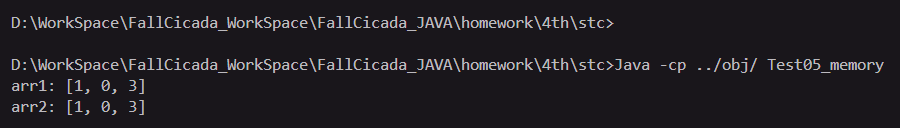 D:\WorkSpace\FallCicada_WorkSpace\FallCicada_JAVA\homework\4th\stc>
D:\WorkSpace\FallCicada_WorkSpace\FallCicada_JAVA\homework\4th\stc>Java -cp ../obj/ Test05_memory
arr1: [1, 0, 3]
arr2: [1, 0, 3]